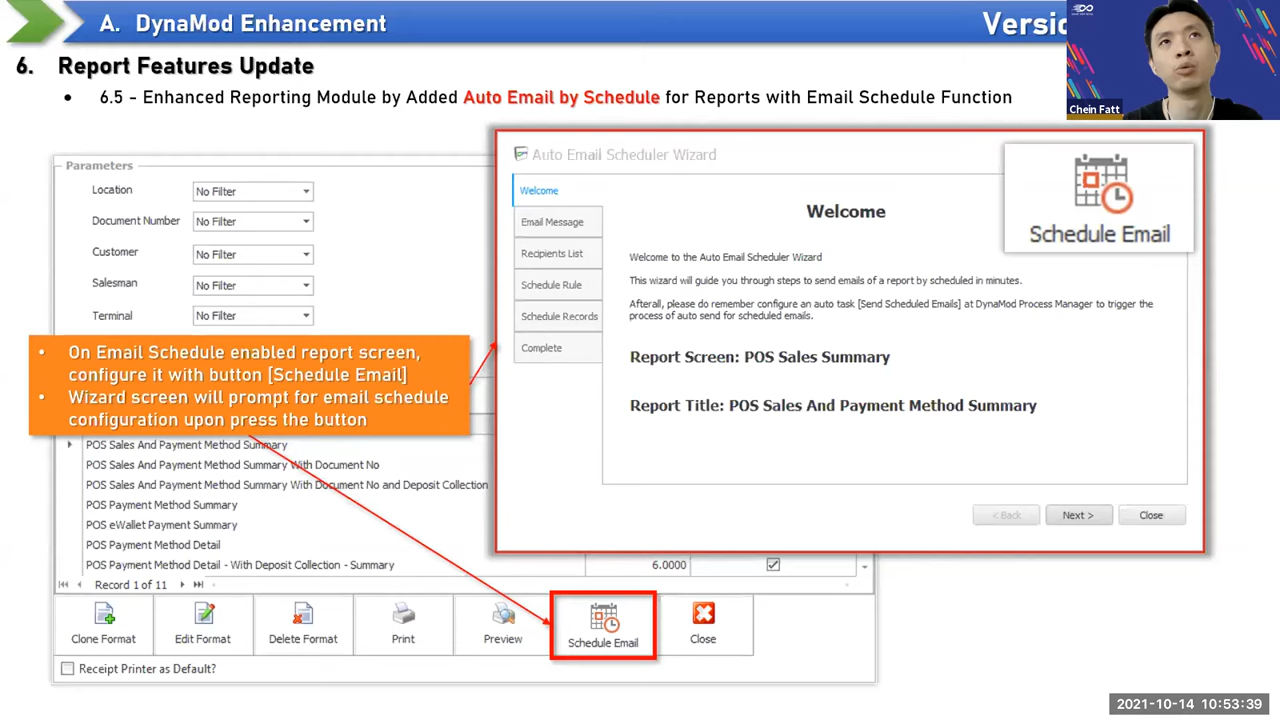 A. DynaMod Enhancement
Versio
Chein Fatt
6. Report Features Update
• 6.5 - Enhanced Reporting Module by Added Auto Email by Schedule for Reports with Email Schedule Function
Parameters
Location No Filter
Document Number No Filter
Customer No Filter
Salesman No Filter
Terminal No Filter
• On Email Schedule enabled report screen,
configure it with button [Schedule Email]
• Wizard screen will prompt for email schedule
configuration upon press the button
POS Sales And Payment Method Summary
POS Sales And Payment Method Summary With Document No
POS Sales And Payment Method Summary With Document No and Deposit Collection
POS Payment Method Summary
POS eWallet Payment Summary
POS Payment Method Detail
POS Payment Method Detail - With Deposit Collection - Summary 6.0000
Record 1 of 11
Clone Format
Edit Format
Delete Format
Print
Preview
Schedule Email
Close
Receipt Printer as Default?
Auto Email Scheduler Wizard
Welcome
Email Message
Recipients List
Schedule Rule
Schedule Records
Complete
Welcome
Welcome to the Auto Email Scheduler Wizard
This wizard will guide you through steps to send emails of a report by scheduled in minutes.
Afterall, please do remember configure an auto task [Send Scheduled Emails] at DynaMod Process Manager to trigger the
process of auto send for scheduled emails.
Report Screen: POS Sales Summary
Report Title: POS Sales And Payment Method Summary
< Back
Next >
Close
Schedule Email
2021-10-14 10:53:39